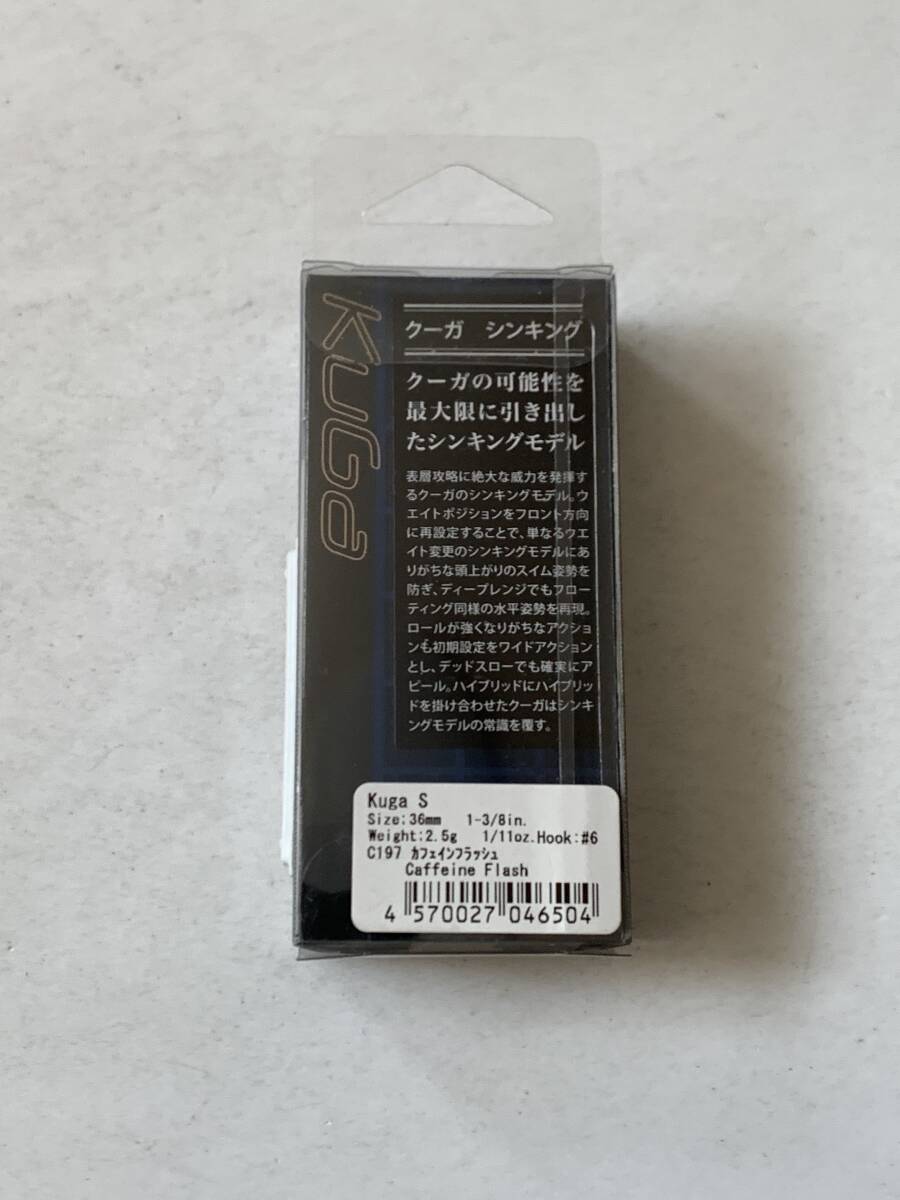 KuGa
クーガ シンキング
クーガの可能性を
最大限に引き出し
たシンキングモデル
表層攻略に絶大な威力を発揮す
るクーガのシンキングモデル。ウ
エイトポジションをフロント方向
に再設定することで、単なるウエ
イト変更のシンキングモデルにあ
りがちな頭上がりのスイム姿勢を
防ぎ、ディープレンジでもフロー
ティング同様の水平姿勢を再現。
ロールが強くなりがちなアクショ
ンも初期設定をワイドアクション
とし、デッドスローでも確実にア
ピール。ハイブリッドにハイブリッ
ドを掛け合わせたクーガはシンキ
ングモデルの常識を覆す。
Kuga S
Size:36mm 1-3/8in.
Weight:2.5g 1/11oz.Hook:#6
C197 ｶﾌｪｲﾝﾌﾗｯｼｭ
Caffeine Flash
4 570027 046504